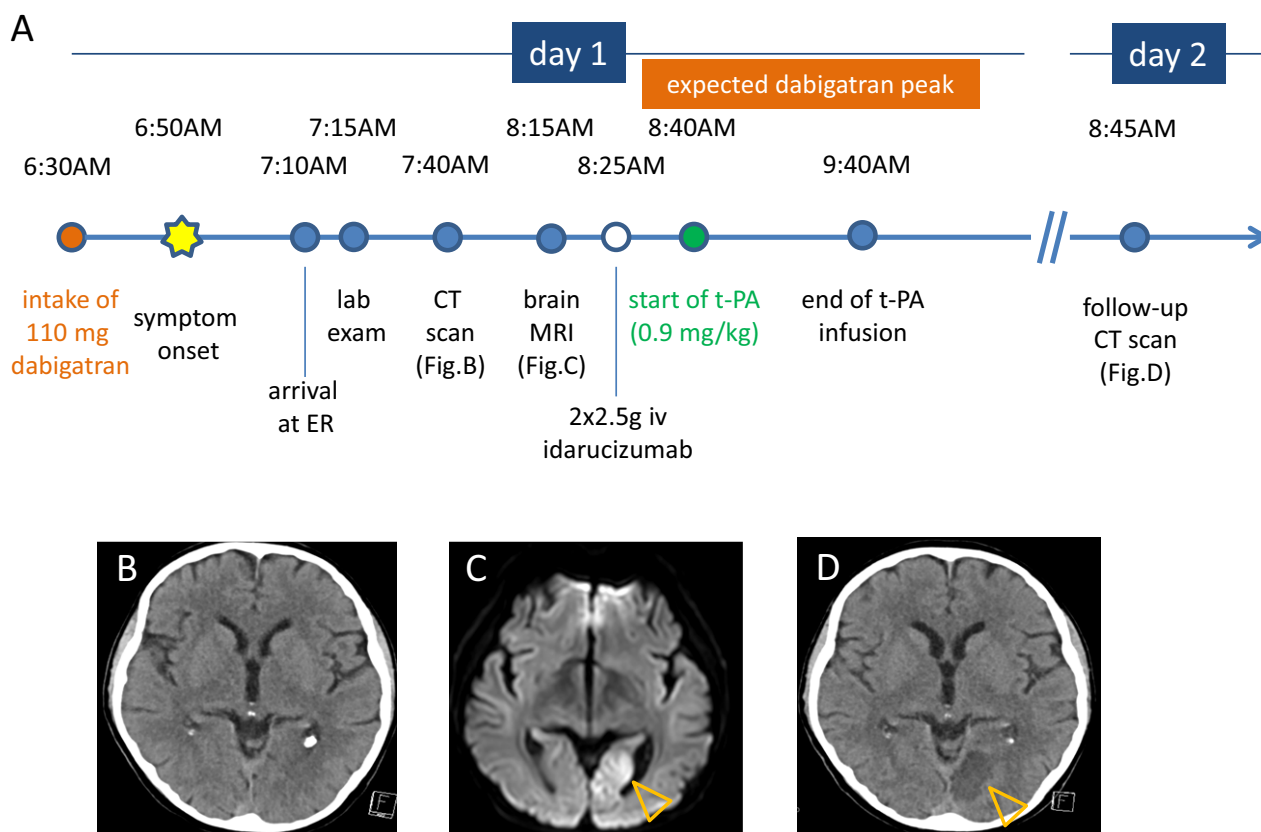 A
day 1
day 2
expected dabigatran peak
6:50AM
7:15AM
8:15AM
8:40AM
8:45AM
6:30AM
7:10AM
7:40AM
8:25AM
9:40AM
intake of
110 mg
dabigatran
symptom
onset
arrival
at ER
lab
exam
CT
scan
(Fig.B)
brain
MRI
(Fig.C)
2x2.5g iv
idarucizumab
start of t-PA
(0.9 mg/kg)
end of t-PA
infusion
follow-up
CT scan
(Fig.D)
B
F
C
D
F